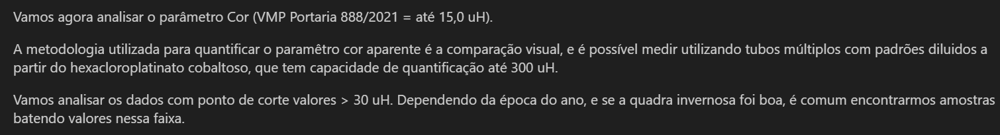 Vamos agora analisar o parâmetro Cor (VMP Portaria 888/2021 = até 15,0 uH).
A metodologia utilizada para quantificar o paramêtro cor aparente é a comparação visual, e é possível medir utilizando tubos múltiplos com padrões diluidos a
partir do hexacloroplatinato cobaltoso, que tem capacidade de quantificação até 300 uH.
Vamos analisar os dados com ponto de corte valores > 30 uH. Dependendo da época do ano, e se a quadra invernosa foi boa, é comum encontrarmos amostras
batendo valores nessa faixa.